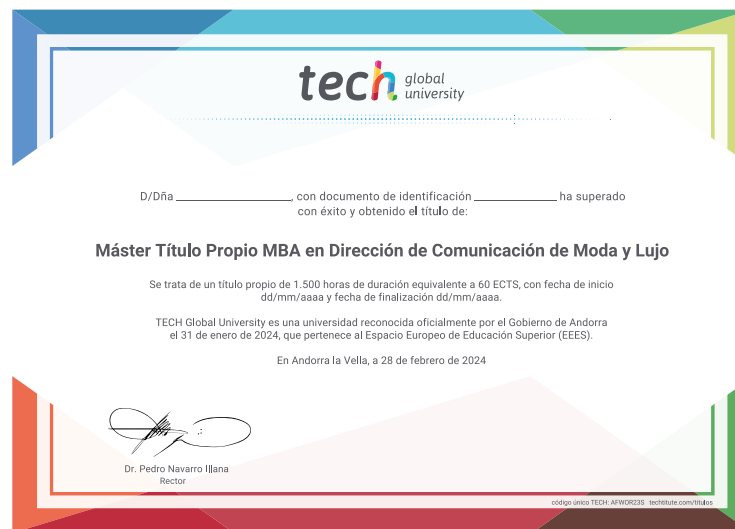 tech global
university
D/Dña ____________, con documento de identificación ____________ ha superado
con éxito y obtenido el título de:
Máster Título Propio MBA en Dirección de Comunicación de Moda y Lujo
Se trata de un título propio de 1.500 horas de duración equivalente a 60 ECTS, con fecha de inicio
dd/mm/aaaa y fecha de finalización dd/mm/aaaa.
TECH Global University es una universidad reconocida oficialmente por el Gobierno de Andorra
el 31 de enero de 2024, que pertenece al Espacio Europeo de Educación Superior (EEES).
En Andorra la Vella, a 28 de febrero de 2024
Dr. Pedro Navarro Illana
Rector
código único TECH: AFWOR23S techtitute.com/titulos